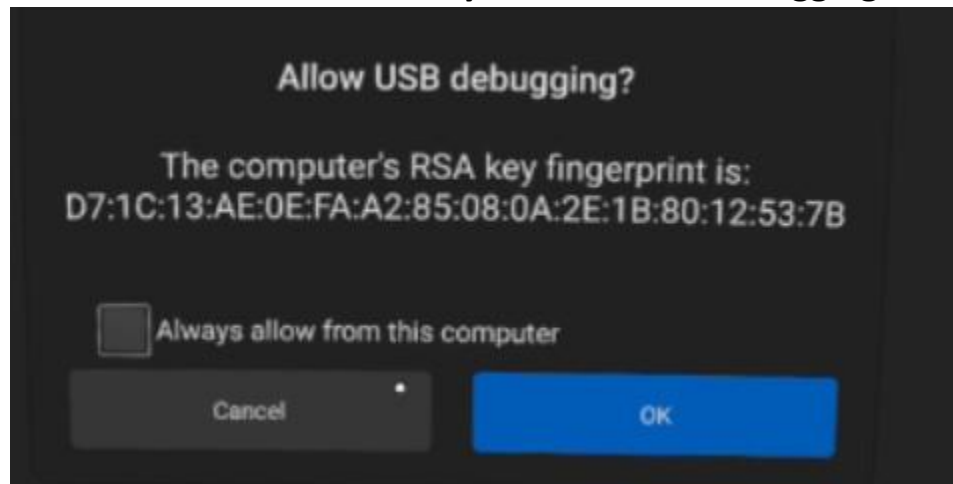 Allow USB debugging?
The computer's RSA key fingerprint is:
D7:1C:13:AE:0E:FA:A2:85:08:0A:2E:1B:80:12:53:7B
Always allow from this computer
Cancel
OK